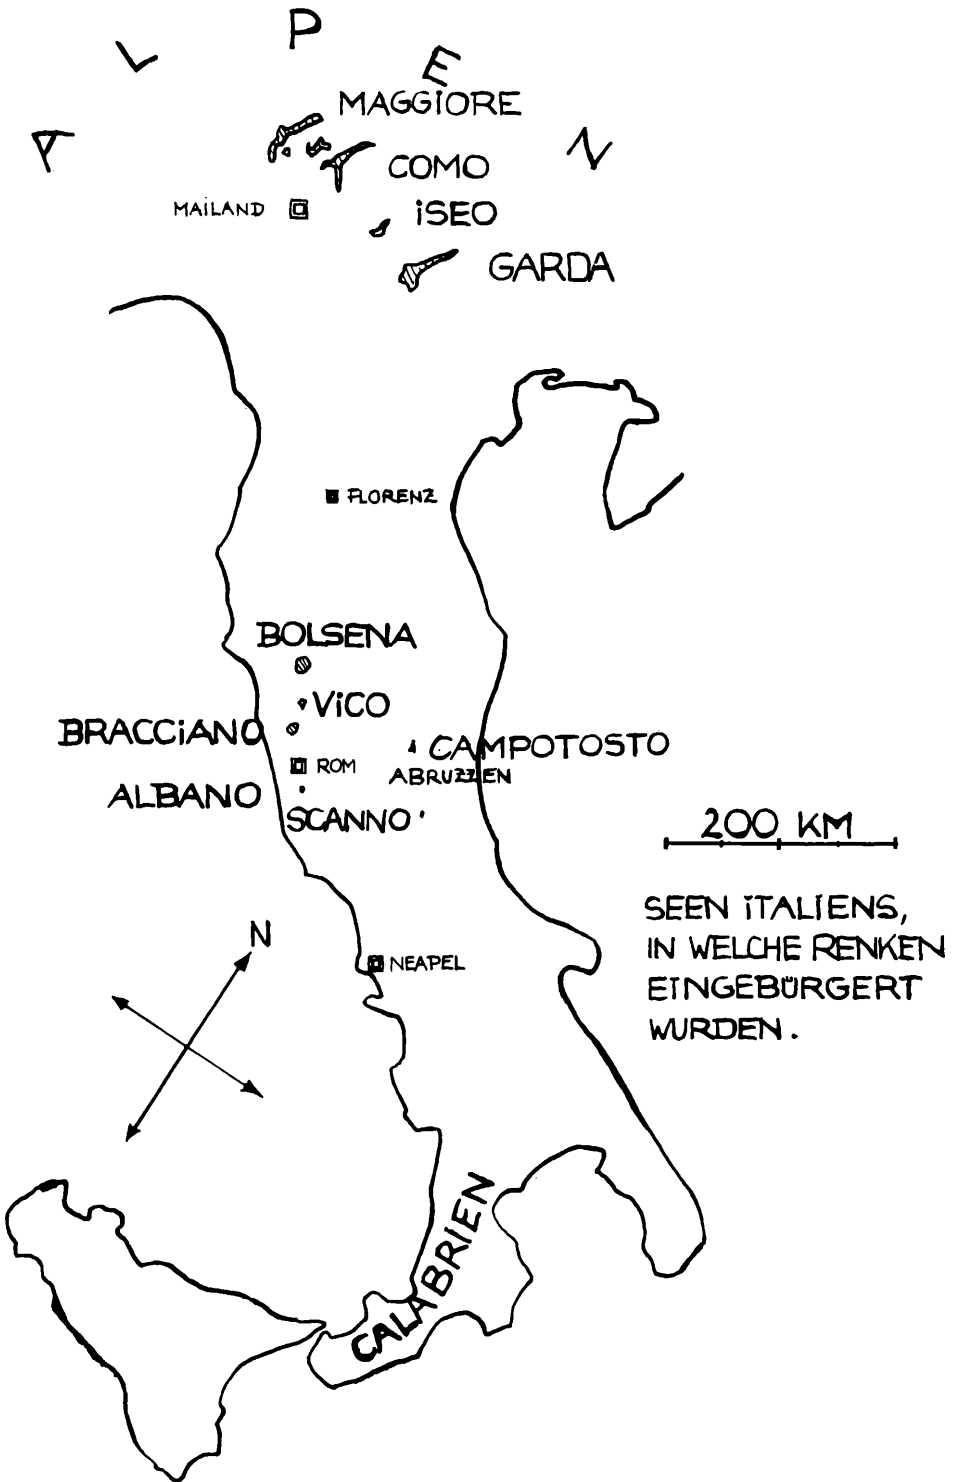 ALPEN
MAGGiORE
COMO
MAiLAND
iSEO
GARDA
FLORENZ
BOLSENA
ViCO
BRACCiANO
CAMPOTOSTO
ROM
ABRUZZEN
ALBANO
SCANNO
200 KM
SEEN iTALIENS,
IN WELCHE RENKEN
EINGEBÜRGERT
WURDEN.
N
NEAPEL
CALABRIEN